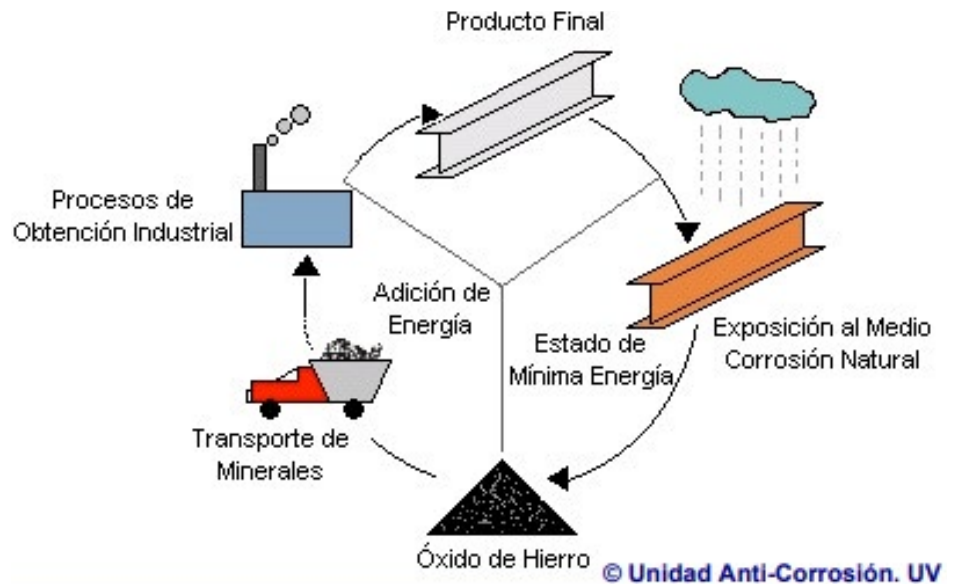 Producto Final
Procesos de
Obtención Industrial
Adición de
Energía
Estado de
Mínima Energía
Exposición al Medio
Corrosión Natural
Transporte de
Minerales
Óxido de Hierro
© Unidad Anti-Corrosión. UV